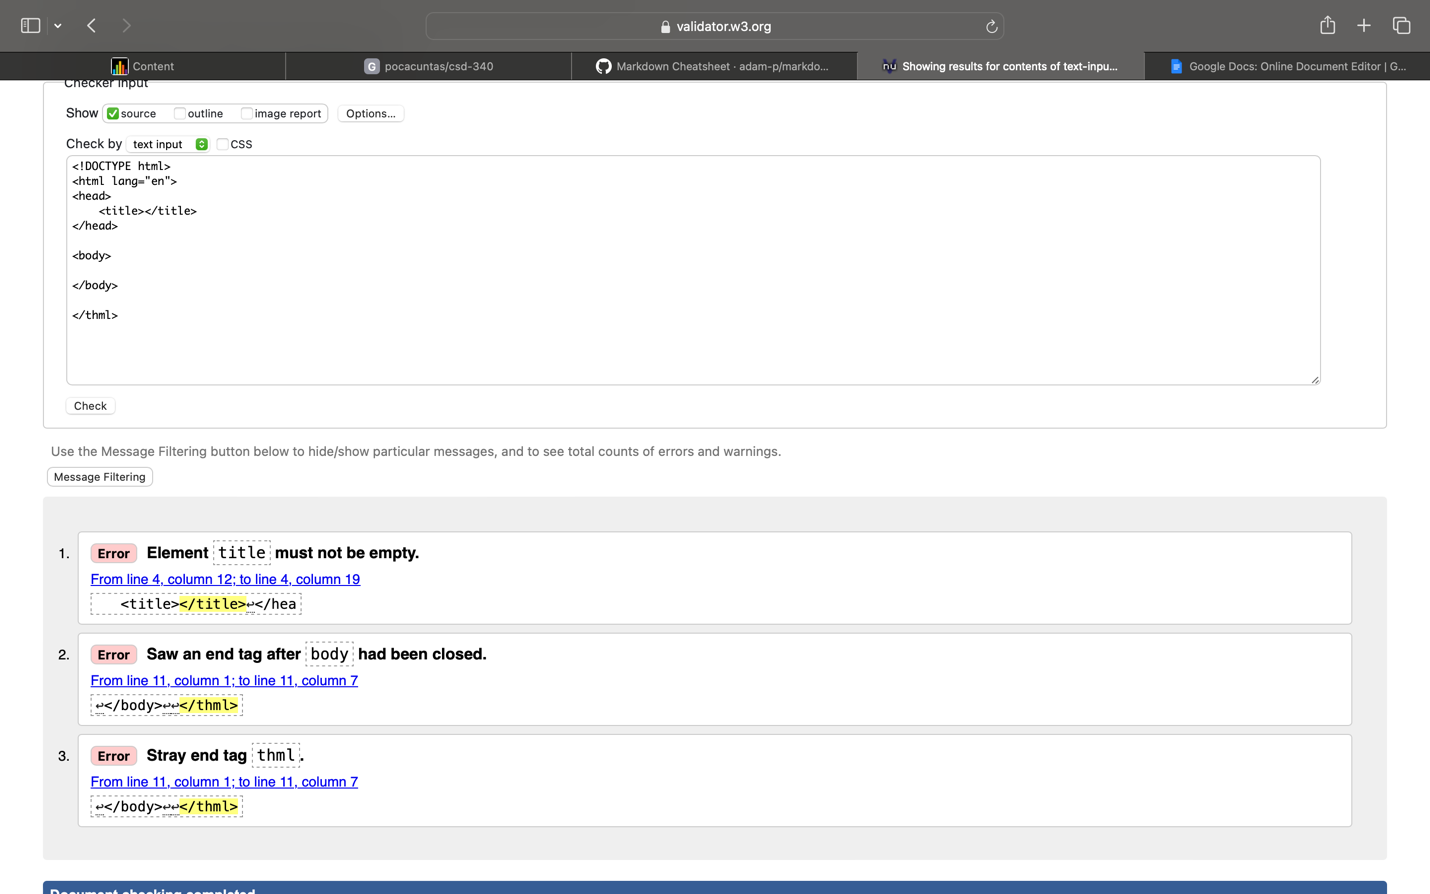 validator.w3.org
Content
G pocacuntas/csd-340
Markdown Cheatsheet · adam-p/markdo...
nu Showing results for contents of text-inpu...
Google Docs: Online Document Editor | G...
Checker Input
Show source outline image report Options...
Check by text input CSS
<!DOCTYPE html>
<html lang="en">
<head>
    <title></title>
</head>
<body>
</body>
</thml>
Check
Use the Message Filtering button below to hide/show particular messages, and to see total counts of errors and warnings.
Message Filtering
1. Error Element title must not be empty.
From line 4, column 12; to line 4, column 19
<title></title>↩</hea
2. Error Saw an end tag after body had been closed.
From line 11, column 1; to line 11, column 7
↩</body>↩↩</thml>
3. Error Stray end tag thml.
From line 11, column 1; to line 11, column 7
↩</body>↩↩</thml>
Document checking completed.